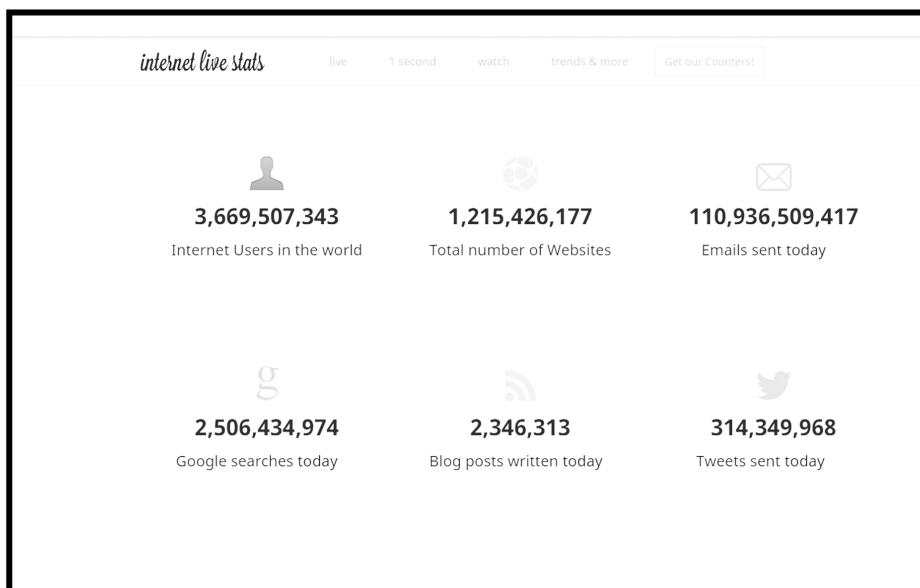 internet live stats live 1 second watch trends & more Get our Counters!
3,669,507,343 1,215,426,177 110,936,509,417
Internet Users in the world Total number of Websites Emails sent today
g
2,506,434,974 2,346,313 314,349,968
Google searches today Blog posts written today Tweets sent today